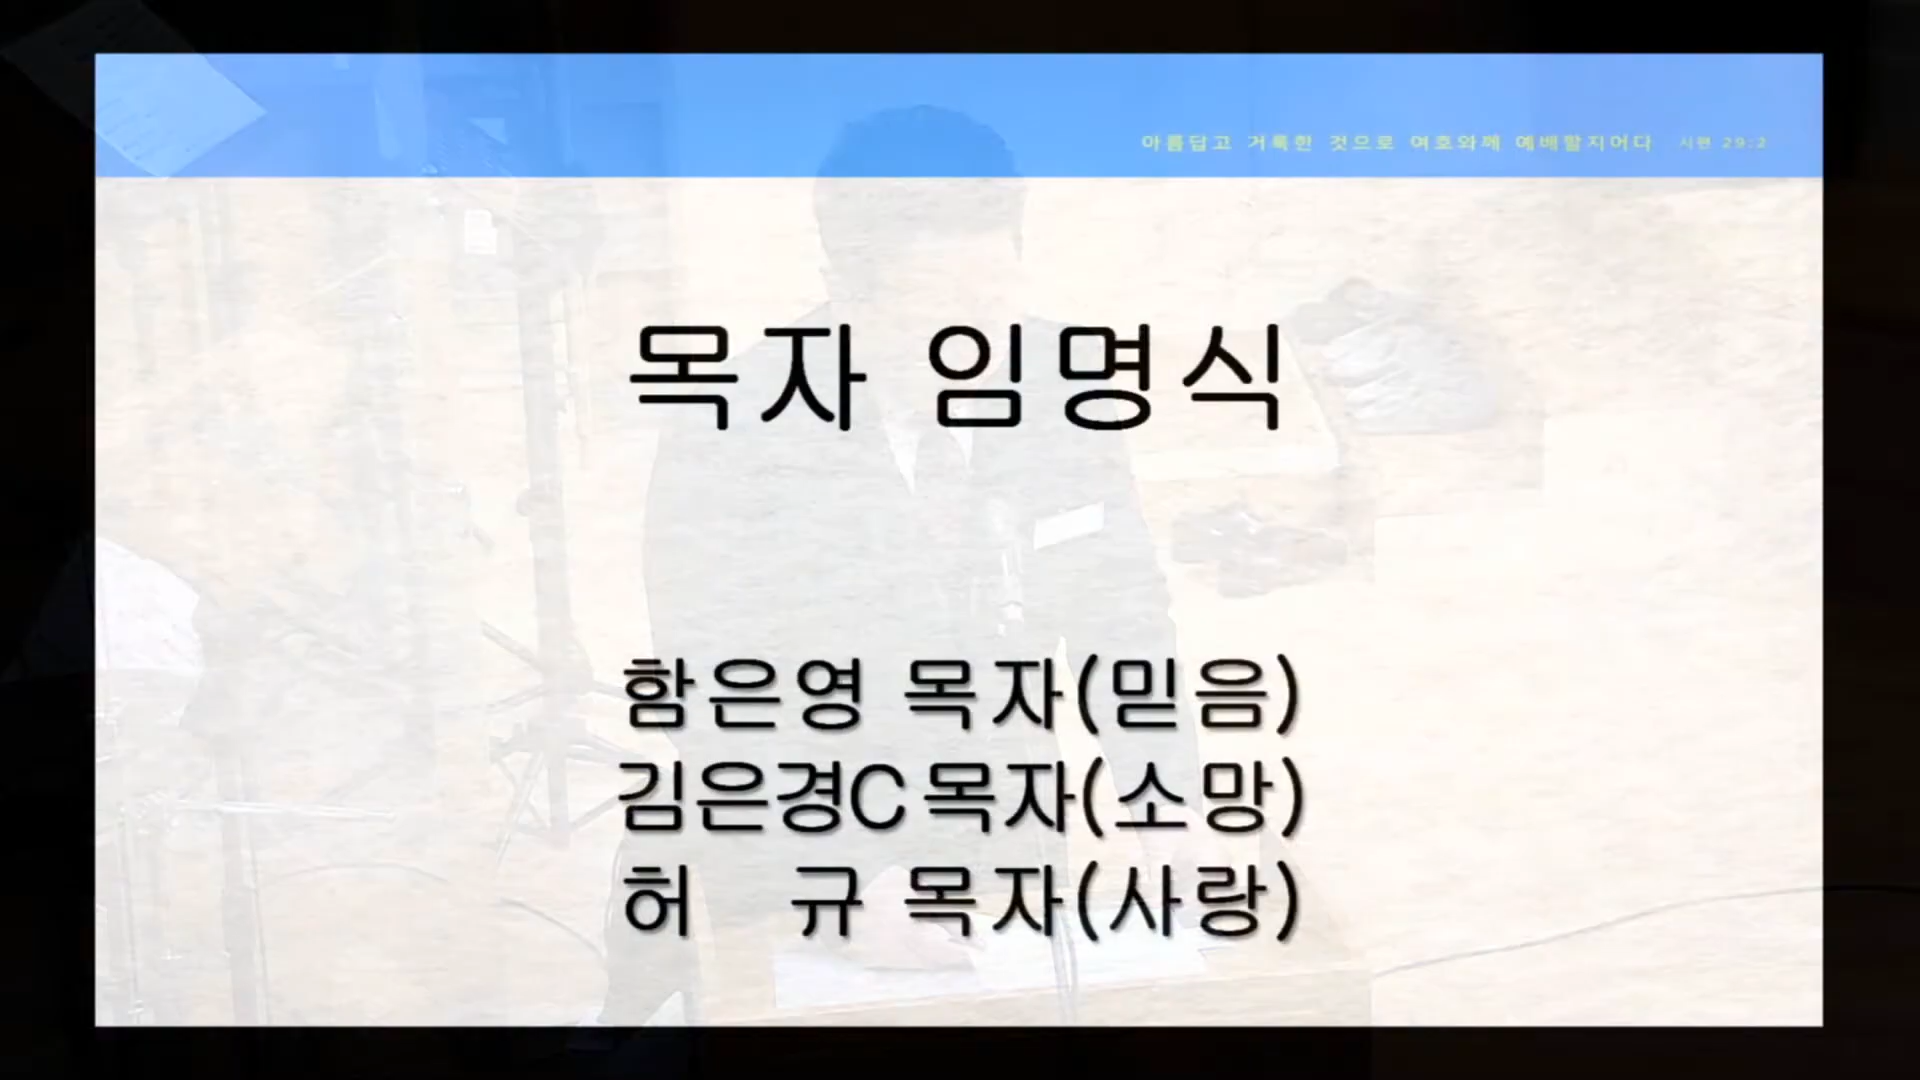 아름답고 거룩한 것으로 여호와께 예배할지어다 시편 29:2
목자 임명식
함은영 목자(믿음)
김은경C 목자(소망)
허 규 목자(사랑)